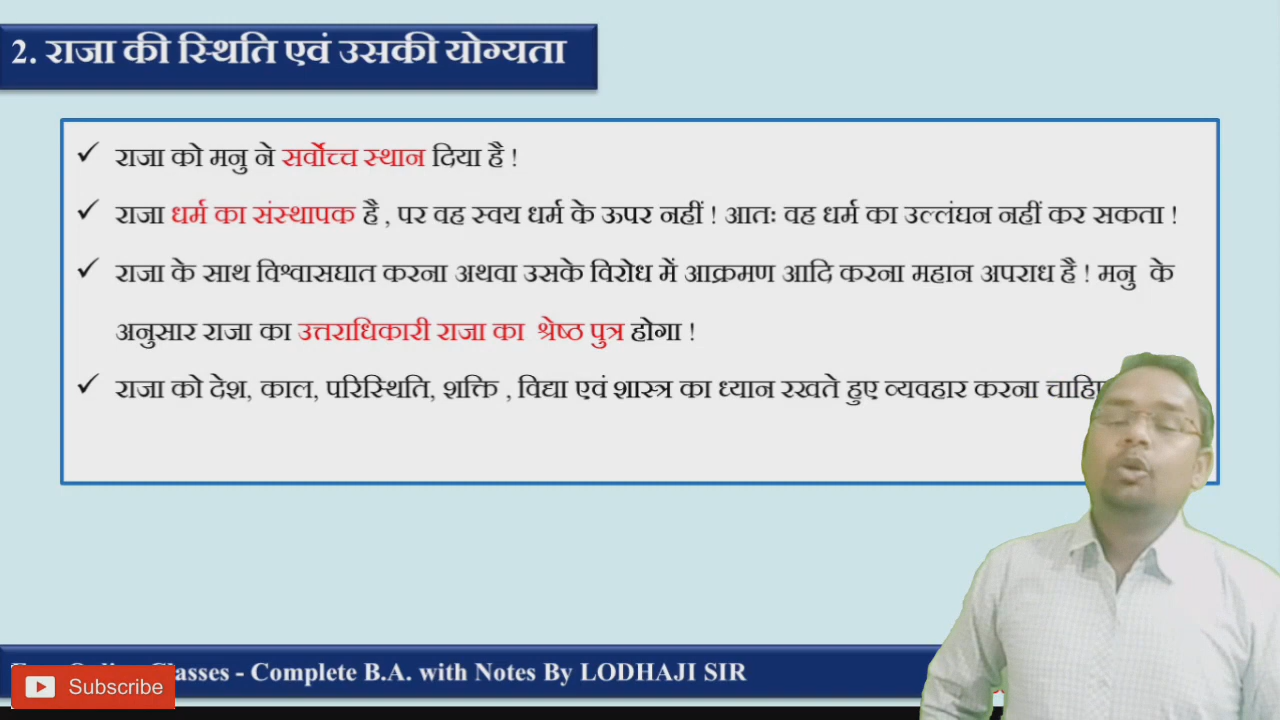 2. राजा की स्थिति एवं उसकी योग्यता
✓ राजा को मनु ने सर्वोच्च स्थान दिया है !
✓ राजा धर्म का संस्थापक है , पर वह स्वय धर्म के ऊपर नहीं ! आतः वह धर्म का उल्लंघन नहीं कर सकता !
✓ राजा के साथ विश्वासघात करना अथवा उसके विरोध में आक्रमण आदि करना महान अपराध है ! मनु के
अनुसार राजा का उत्तराधिकारी राजा का श्रेष्ठ पुत्र होगा !
✓ राजा को देश, काल, परिस्थिति, शक्ति , विद्या एवं शास्त्र का ध्यान रखते हुए व्यवहार करना
- Complete B.A. with Notes By LODHAJI SIR
Subscribe